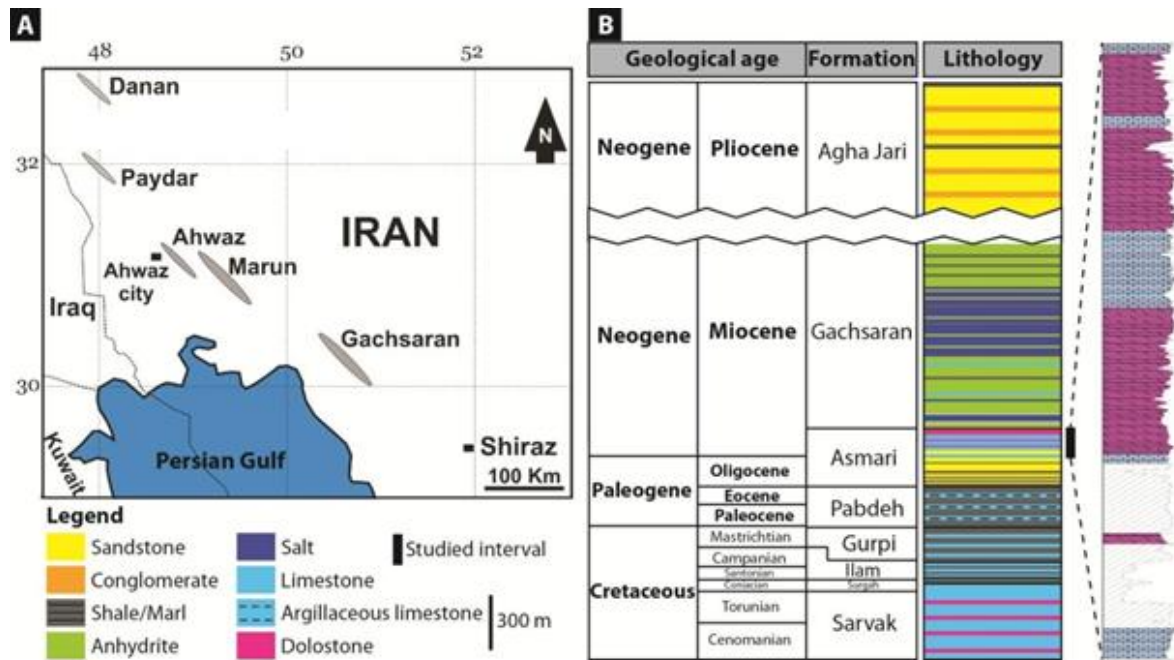 A
48 50 52
Danan
32
Paydar
IRAN
N
Ahwaz
Ahwaz
city
Marun
Iraq
Gachsaran
30
Kuwait
Persian Gulf
Shiraz
100 Km
Legend
Sandstone
Conglomerate
Shale/Marl
Anhydrite
Salt
Limestone
Argillaceous limestone
Dolostone
Studied interval
300 m
B
Geological age Formation Lithology
Neogene Pliocene Agha Jari
Neogene Miocene Gachsaran
Asmari
Paleogene Oligocene
Eocene Pabdeh
Paleocene
Cretaceous Mastrichtian Gurpi
Campanian
Santonian Ilam
Coniacian Surgah
Torunian Sarvak
Cenomanian